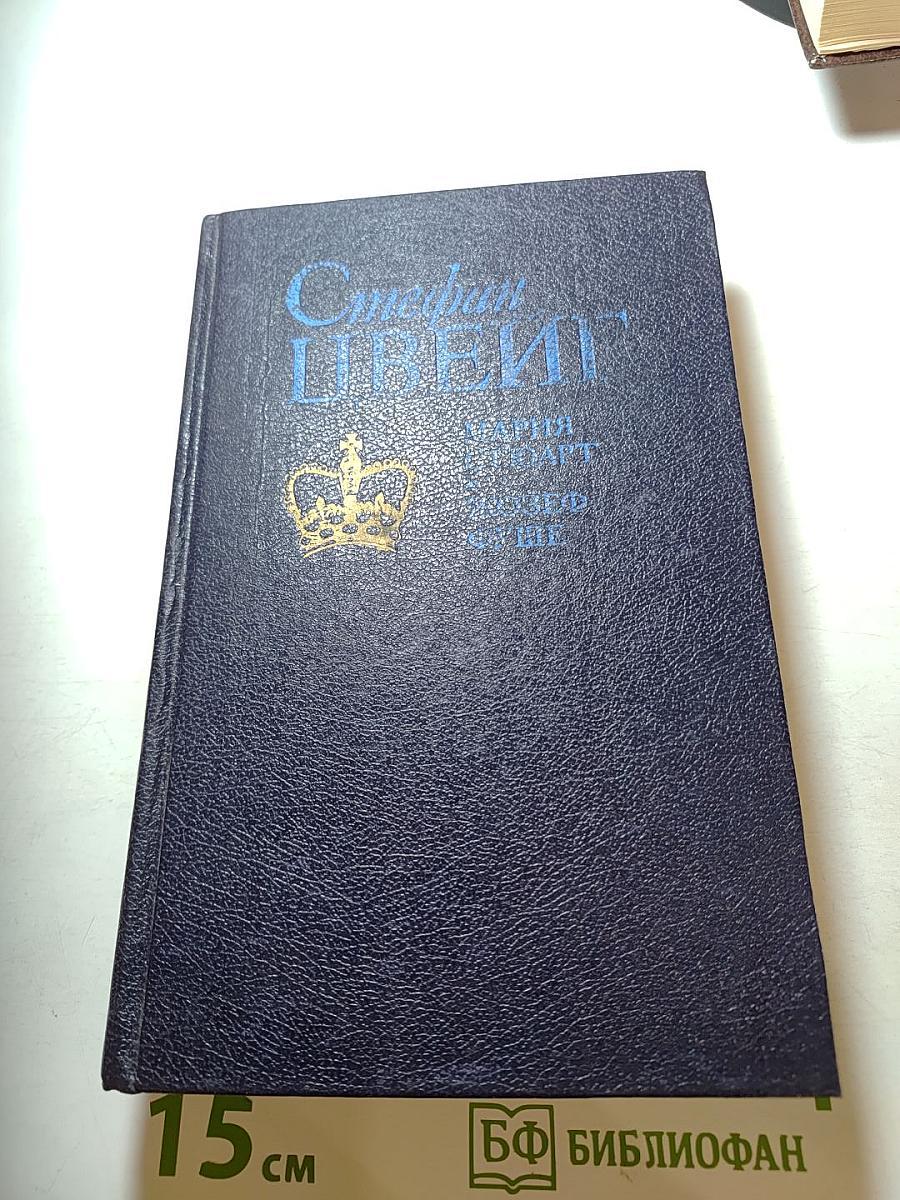 Стефан
ЦВЕЙГ
МАРИЯ
СТЮАРТ
ЖОЗЕФ
ФУШЕ
15 см
БФ БИБЛИОФАН